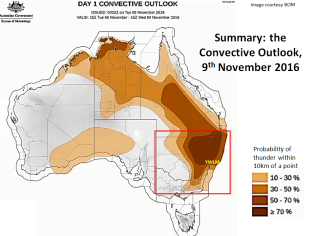 DAY 1 CONVECTIVE OUTLOOK
Image courtesy BOM
Australian Government
Bureau of Meteorology
Summary: the
Convective Outlook,
9th November 2016
YWLM
Probability of
thunder within
10km of a point
10 - 30 %
30 - 50 %
50 - 70 %
≥ 70 %